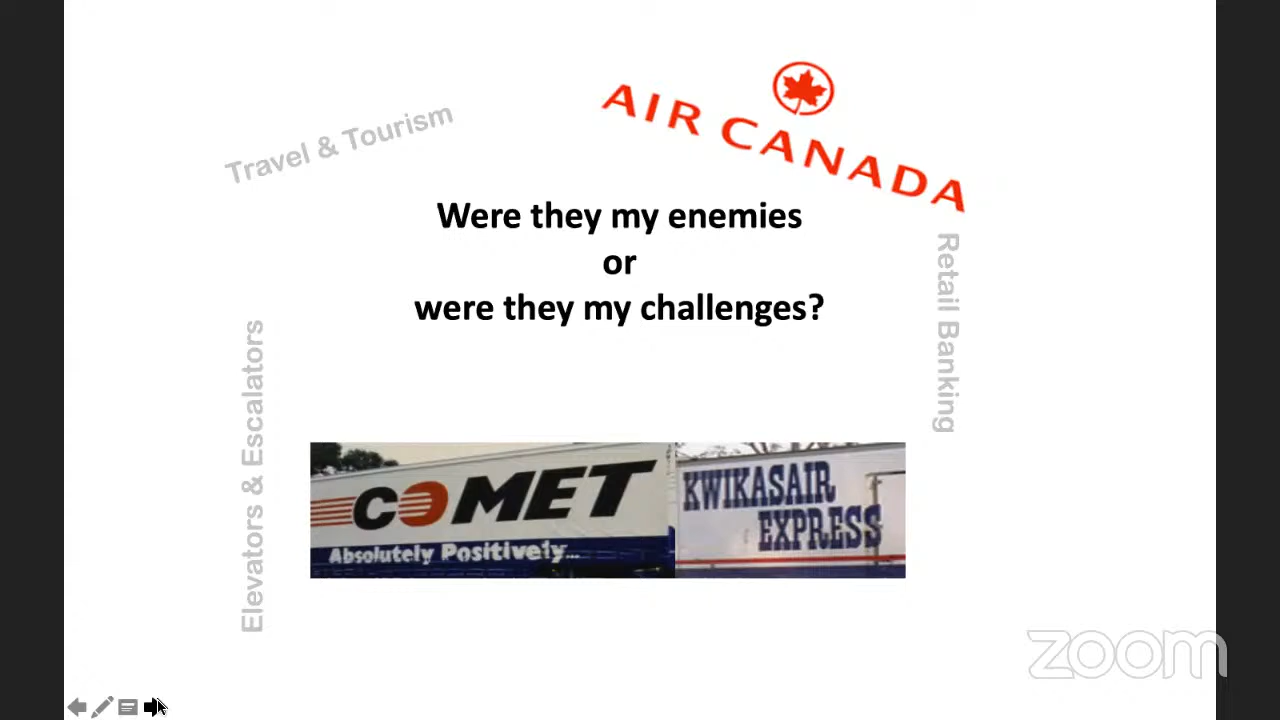 Travel & Tourism
AIR CANADA
Were they my enemies
or
were they my challenges?
Retail Banking
Elevators & Escalators
COMET
Absolutely Positively...
KWIKASAIR
EXPRESS
zoom